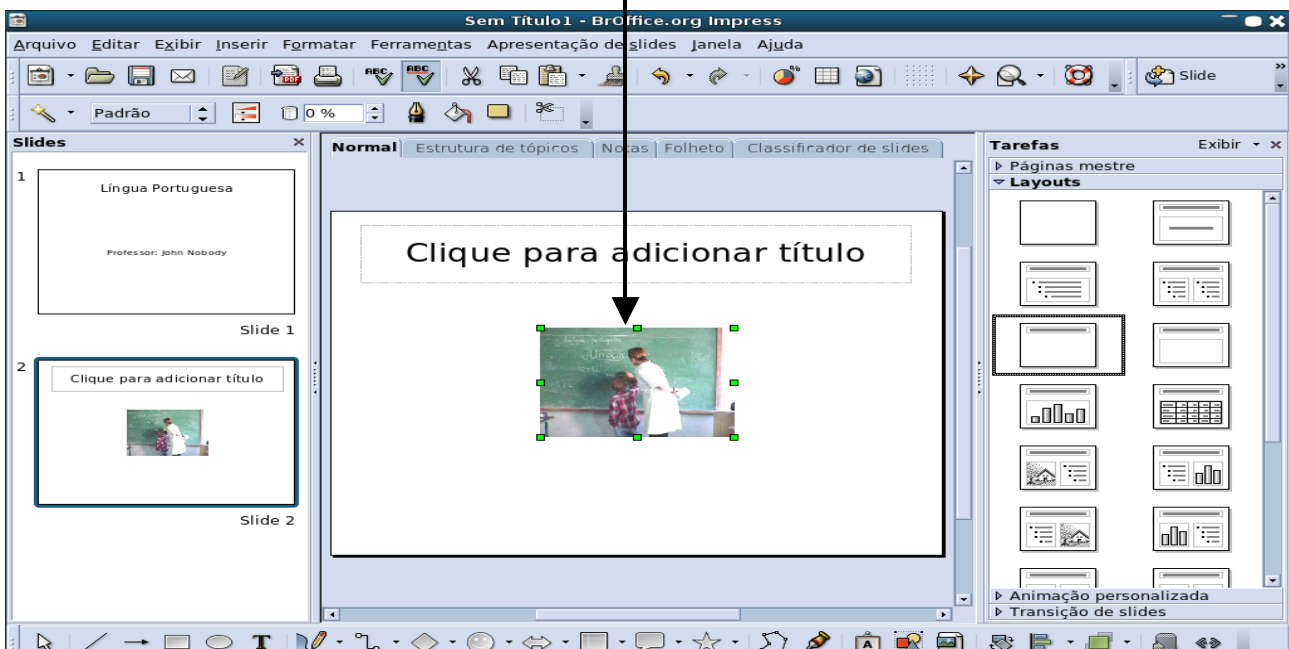 Sem Título1 - BrOffice.org Impress
Arquivo Editar Exibir Inserir Formatar Ferramentas Apresentação de slides Janela Ajuda
Slide
Padrão 0 %
Slides
Normal Estrutura de tópicos Notas Folheto Classificador de slides
Tarefas Exibir
Páginas mestre
Layouts
1
Língua Portuguesa
Professor: John Nobody
Slide 1
2
Clique para adicionar título
Slide 2
Clique para adicionar título
Animação personalizada
Transição de slides